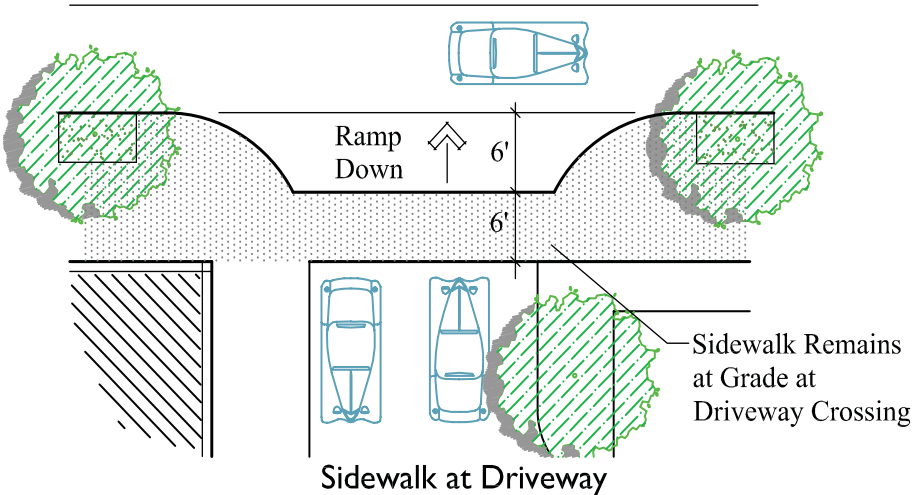 Ramp
Down
6'
6'
Sidewalk Remains
at Grade at
Driveway Crossing
Sidewalk at Driveway